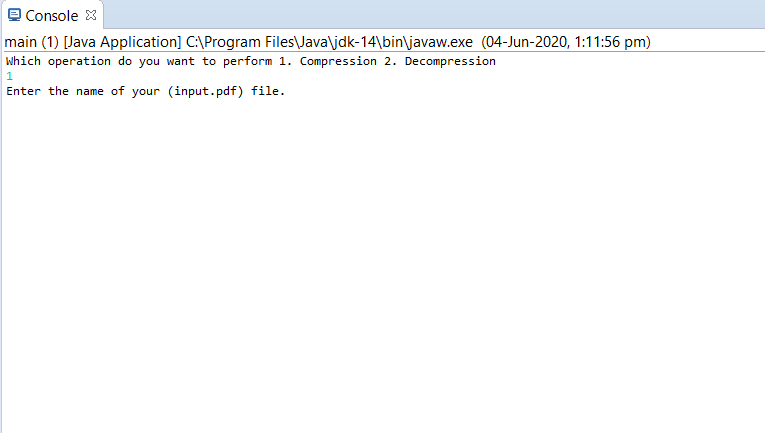 Console
main (1) [Java Application] C:\Program Files\Java\jdk-14\bin\javaw.exe (04-Jun-2020, 1:11:56 pm)
Which operation do you want to perform 1. Compression 2. Decompression
1
Enter the name of your (input.pdf) file.